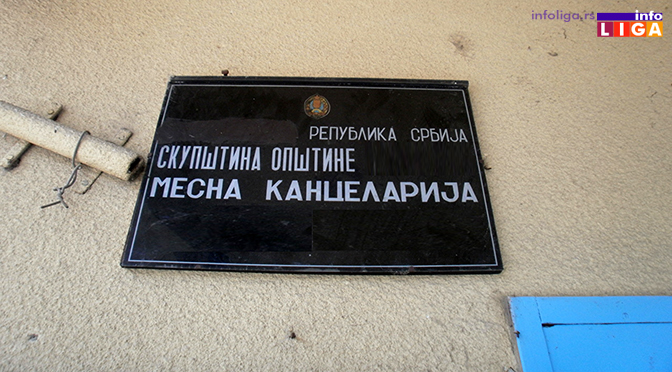 infoliga.rs
info
LIGA
РЕПУБЛИКА СРБИЈА
СКУПШТИНА ОПШТИНЕ
МЕСНА КАНЦЕЛАРИЈА